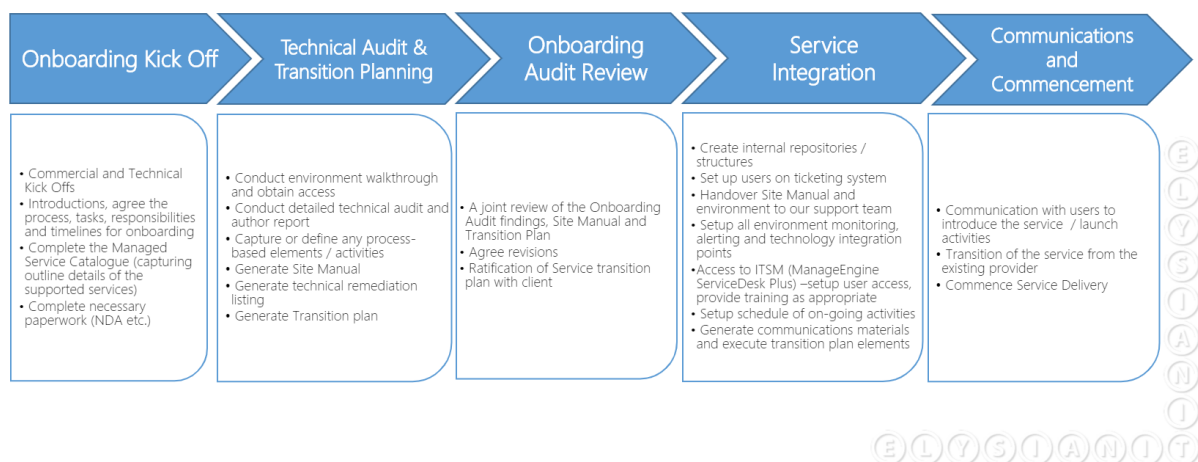 Onboarding Kick Off
Technical Audit &
Transition Planning
Onboarding
Audit Review
Service
Integration
Communications
and
Commencement
• Commercial and Technical
Kick Offs
• Introductions, agree the
process, tasks, responsibilities
and timelines for onboarding
• Complete the Managed
Service Catalogue (capturing
outline details of the
supported services)
• Complete necessary
paperwork (NDA etc.)
• Conduct environment walkthrough
and obtain access
• Conduct detailed technical audit and
author report
• Capture or define any process-
based elements / activities
• Generate Site Manual
• Generate technical remediation
listing
• Generate Transition plan
• A joint review of the Onboarding
Audit findings, Site Manual and
Transition Plan
• Agree revisions
• Ratification of Service transition
plan with client
• Create internal repositories /
structures
• Set up users on ticketing system
• Handover Site Manual and
environment to our support team
• Setup all environment monitoring,
alerting and technology integration
points
•Access to ITSM (ManageEngine
ServiceDesk Plus) –setup user access,
provide training as appropriate
• Setup schedule of on-going activities
• Generate communications materials
and execute transition plan elements
• Communication with users to
introduce the service / launch
activities
• Transition of the service from the
existing provider
• Commence Service Delivery
ELYSIANIT
ELYSIANIT